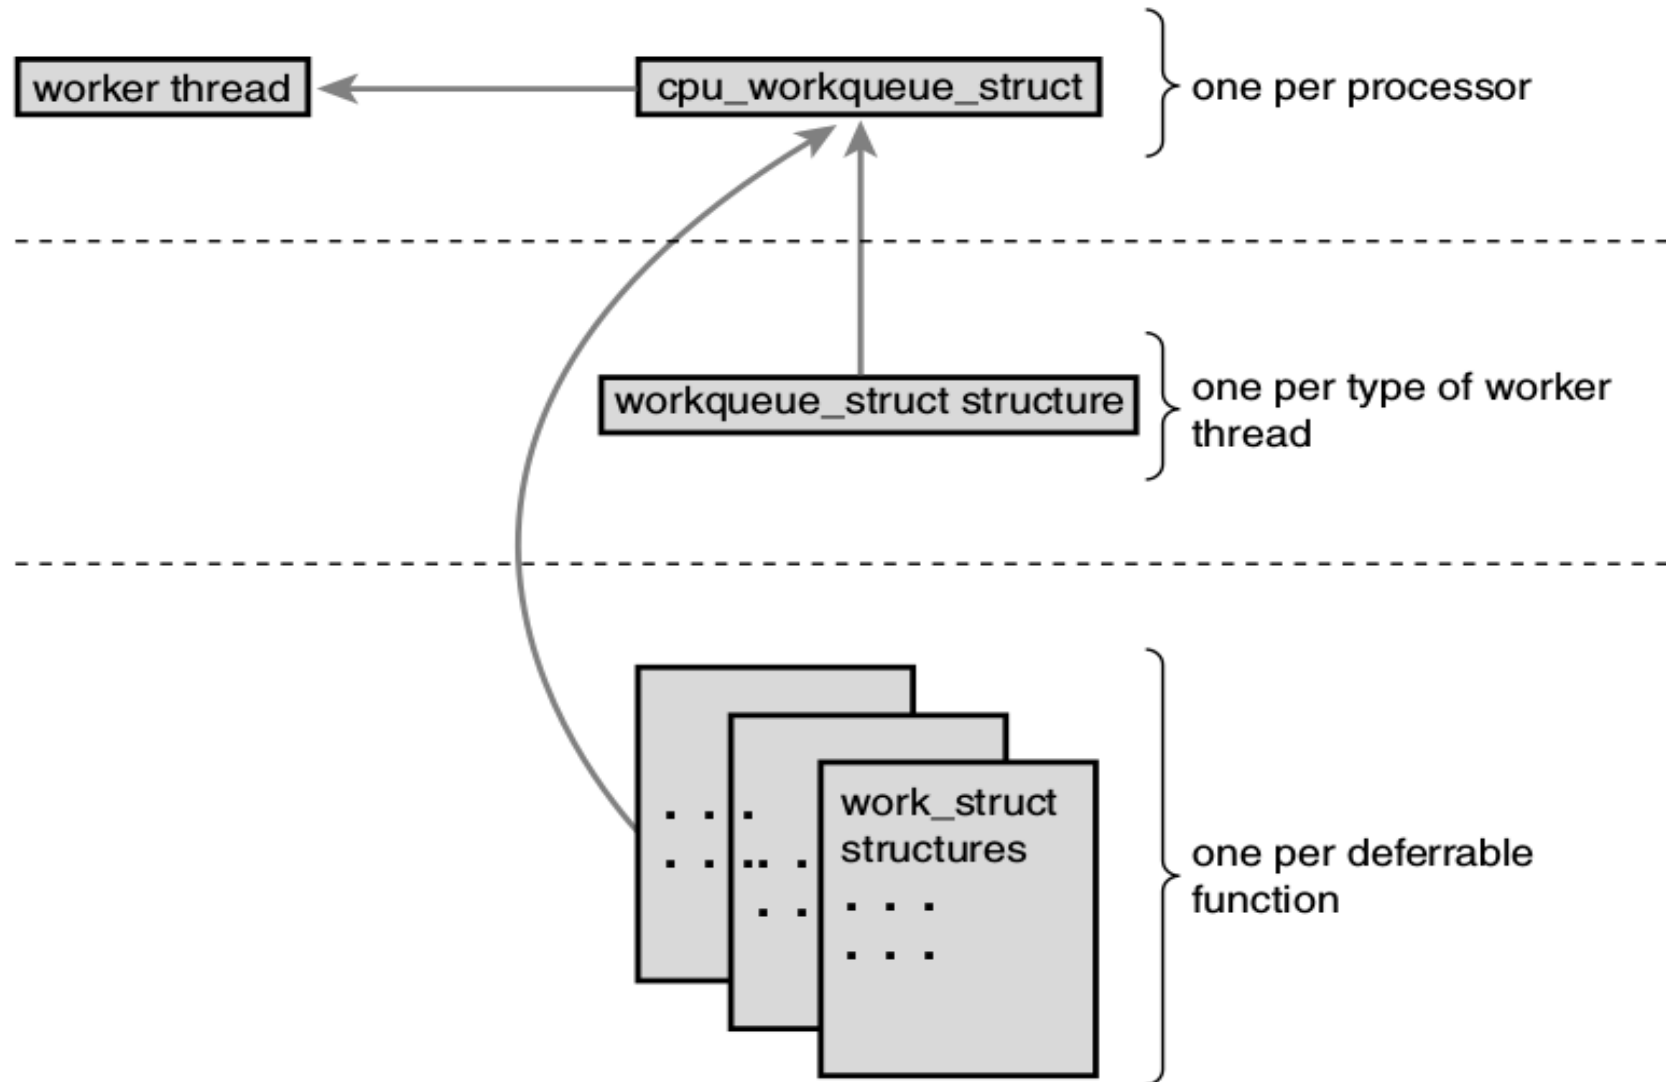 worker thread
cpu_workqueue_struct
one per processor
workqueue_struct structure
one per type of worker
thread
work_struct
structures
. . .
. . .
one per deferrable
function